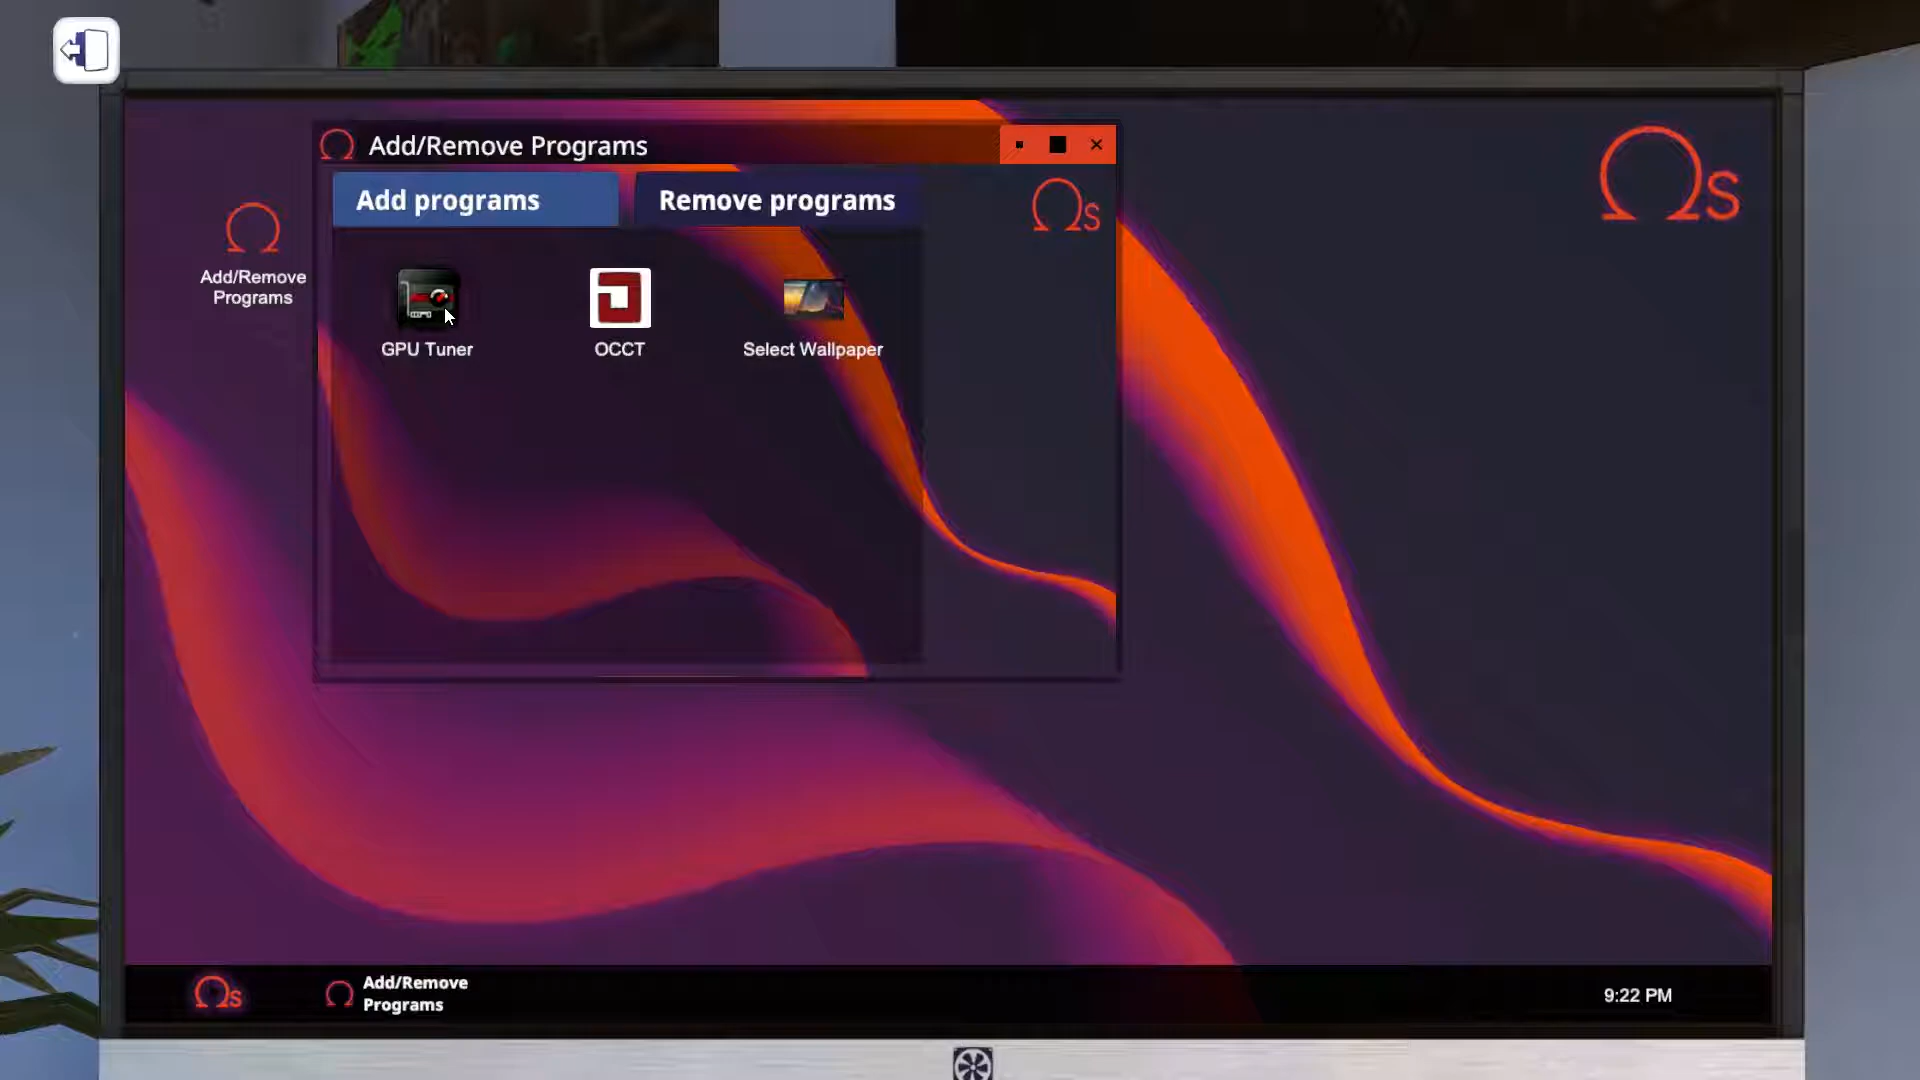 Add/Remove Programs
Add programs
Remove programs
Ωs
Ωs
Add/Remove
Programs
GPU Tuner
OCCT
Select Wallpaper
Ωs
Add/Remove
Programs
9:22 PM